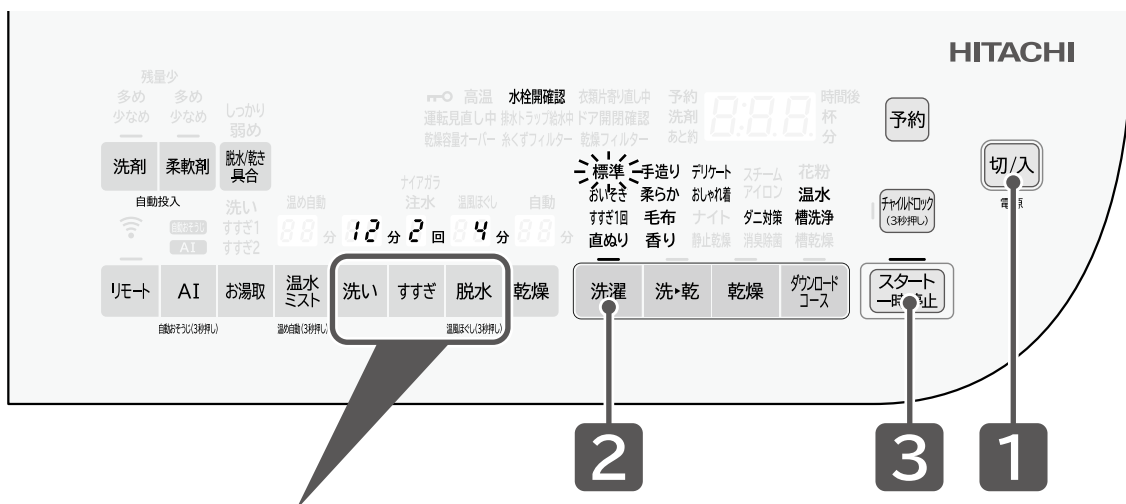 HITACHI
残量少
多め 多め
少なめ 少なめ
しっかり
弱め
高温 水栓開確認 衣類片寄り直し中 予約 8:88 時間後
運転見直し中 排水トラップ給水中 ドア開閉確認 洗剤 杯
乾燥容量オーバー 糸くずフィルター 乾燥フィルター あと約 分
予約
洗剤 柔軟剤 脱水/乾き
具合
自動投入
切/入
電源
標準 手造り デリケート スチーム 花粉
おいそぎ 柔らか おしゃれ着 アイロン 温水
すすぎ1回 毛布 ナイト ダニ対策 槽洗浄
直ぬり 香り 静止乾燥 消臭除菌 槽乾燥
チャイルドロック
(3秒押し)
ナイアガラ
洗い 温め自動 注水 温風ほぐし 自動
自動おそうじ すすぎ1 88 分 12 分 2 回 4 分 88 分
AI すすぎ2
リモート AI お湯取 温水
ミスト 洗い すすぎ 脱水 乾燥 洗濯 洗▸乾 乾燥 ダウンロード
コース スタート
一時停止
自動おそうじ(3秒押し) 温め自動(3秒押し) 温風ほぐし(3秒押し)
2 3 1